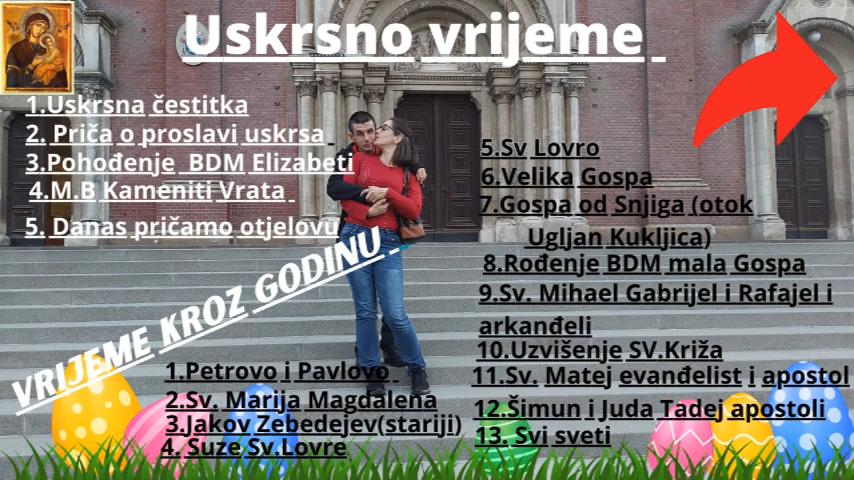 Uskrsno vrijeme
1.Uskrsna čestitka
2. Priča o proslavi uskrsa
3.Pohođenje BDM Elizabeti
4.M.B Kameniti Vrata
5. Danas pričamo otjelovu
VRIJEME KROZ GODINU -
1.Petrovo i Pavlovo
2.Sv. Marija Magdalena
3.Jakov Zebedejev(stariji)
4. Suze Sv.Lovre
5.Sv Lovro
6.Velika Gospa
7.Gospa od Snjiga (otok
Ugljan Kukljica)
8.Rođenje BDM mala Gospa
9.Sv. Mihael Gabrijel i Rafajel i
arkanđeli
10.Uzvišenje SV.Križa
11.Sv. Matej evanđelist i apostol
12.Šimun i Juda Tadej apostoli
13. Svi sveti